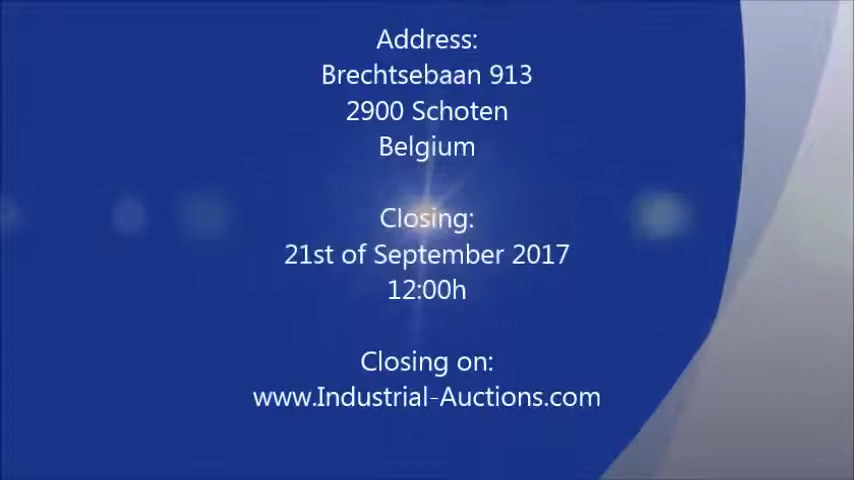 Address:
Brechtsebaan 913
2900 Schoten
Belgium
Closing:
21st of September 2017
12:00h
Closing on:
www.Industrial-Auctions.com